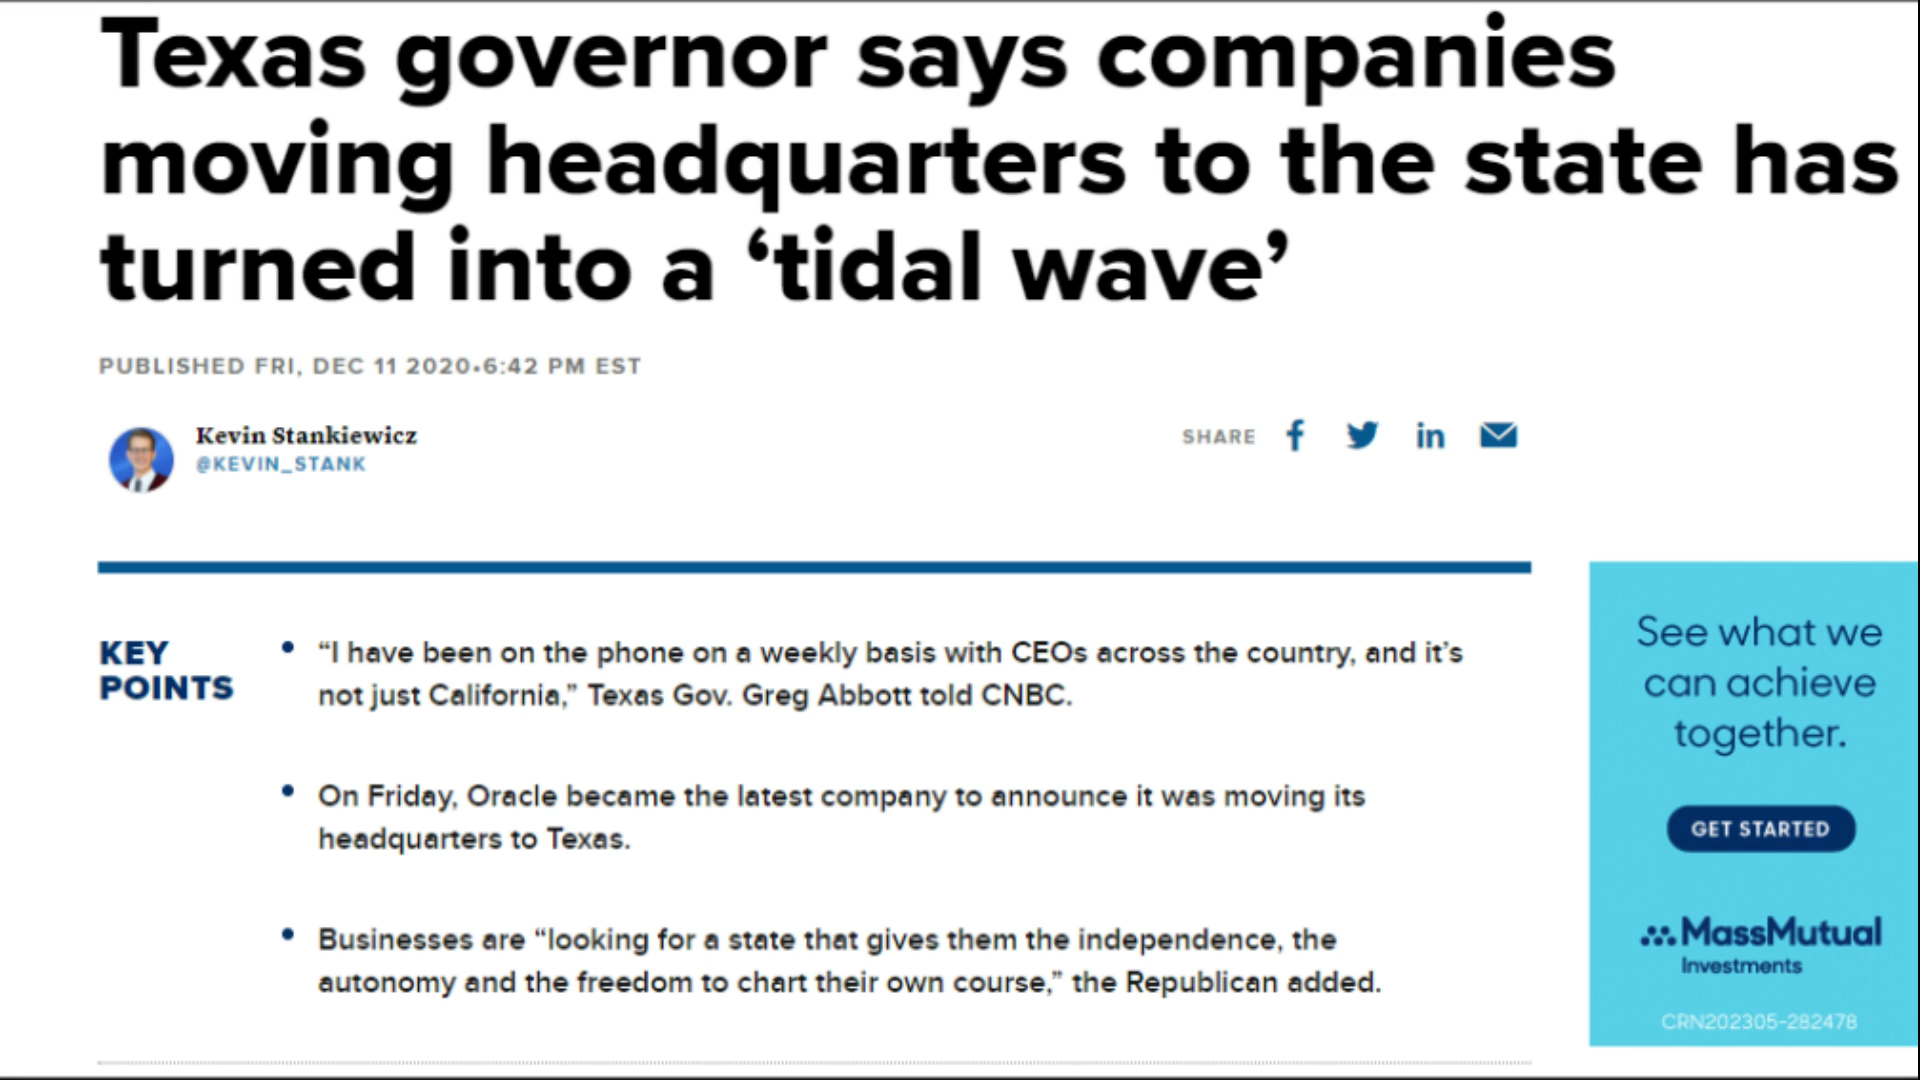 Texas governor says companies
moving headquarters to the state has
turned into a ‘tidal wave’
PUBLISHED FRI, DEC 11 2020•6:42 PM EST
Kevin Stankiewicz
@KEVIN_STANK
SHARE
KEY
POINTS
“I have been on the phone on a weekly basis with CEOs across the country, and it’s
not just California,” Texas Gov. Greg Abbott told CNBC.
On Friday, Oracle became the latest company to announce it was moving its
headquarters to Texas.
Businesses are “looking for a state that gives them the independence, the
autonomy and the freedom to chart their own course,” the Republican added.
See what we
can achieve
together.
GET STARTED
MassMutual
Investments
CRN202305-282478